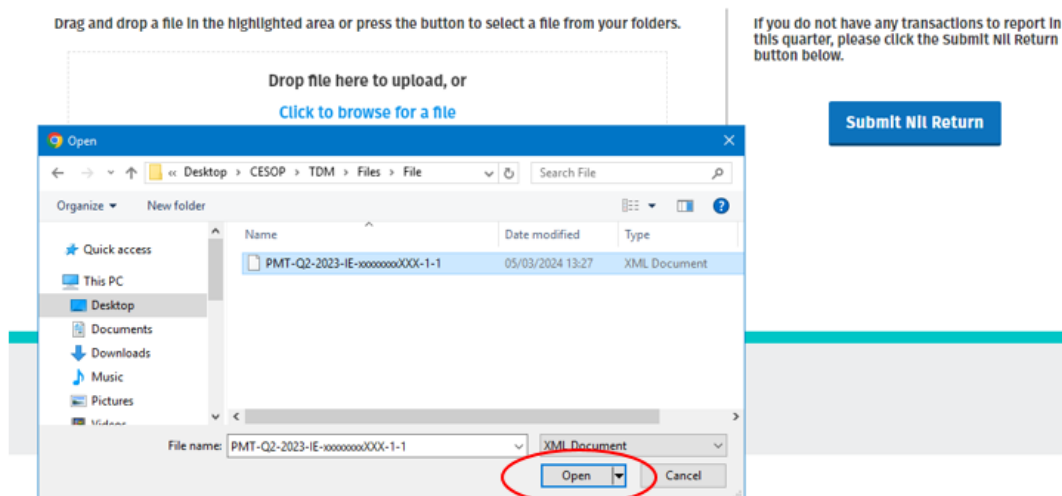 Drag and drop a file in the highlighted area or press the button to select a file from your folders.
If you do not have any transactions to report in
this quarter, please click the Submit Nil Return
button below.
Drop file here to upload, or
Click to browse for a file
Submit Nil Return
Open
« Desktop > CESOP > TDM > Files > File
Search File
Organize
New folder
Name
Date modified
Type
Quick access
PMT-Q2-2023-IE-xxxxxxxxXXX-1-1
05/03/2024 13:27
XML Document
This PC
Desktop
Documents
Downloads
Music
Pictures
Videos
File name:
PMT-Q2-2023-IE-xxxxxxxxXXX-1-1
XML Document
Open
Cancel